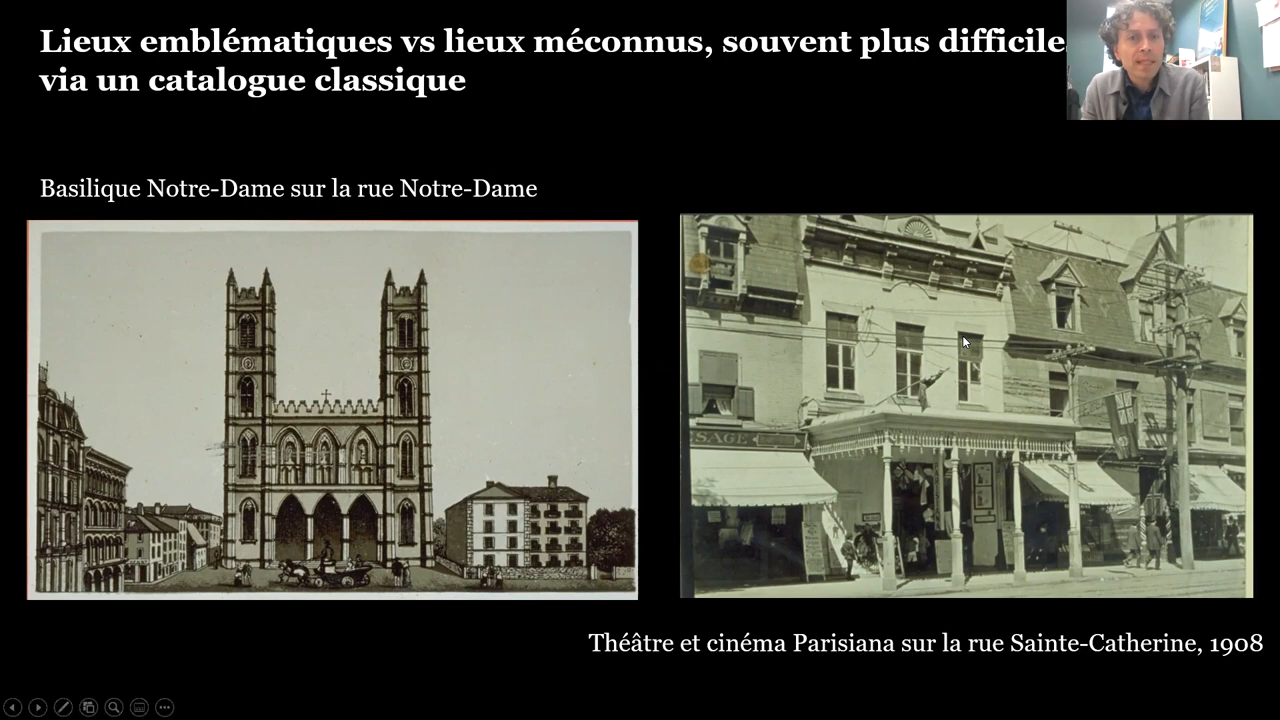 Lieux emblématiques vs lieux méconnus, souvent plus difficile
via un catalogue classique
Basilique Notre-Dame sur la rue Notre-Dame
SAGE
Théâtre et cinéma Parisiana sur la rue Sainte-Catherine, 1908